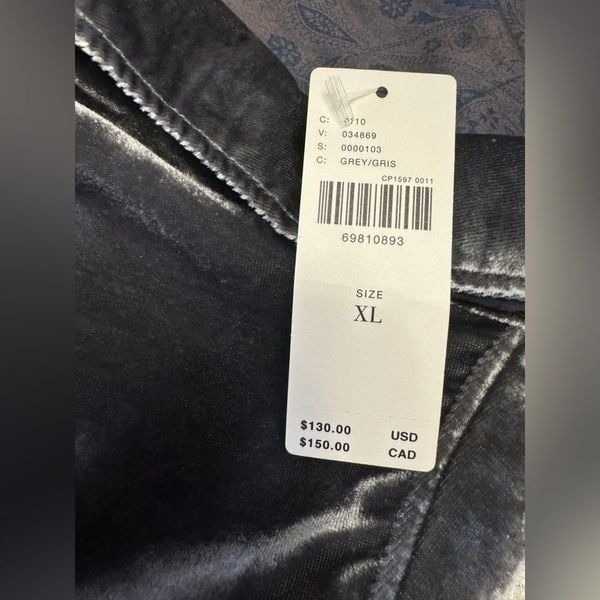 C:
V: 034869
S: 0000103
C: GREY/GRIS
CP1597 0011
69810893
SIZE
XL
$130.00 USD
$150.00 CAD